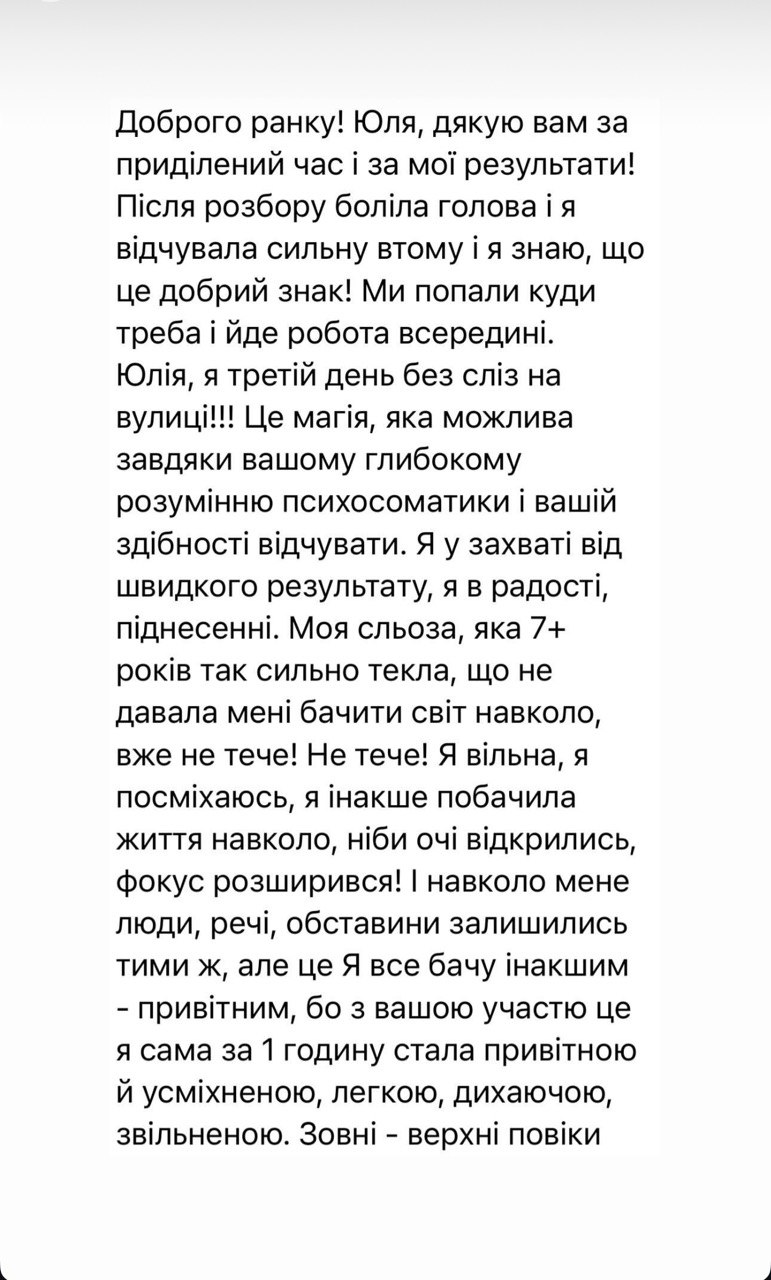 Доброго ранку! Юля, дякую вам за
приділений час і за мої результати!
Після розбору боліла голова і я
відчувала сильну втому і я знаю, що
це добрий знак! Ми попали куди
треба і йде робота всередині.
Юлія, я третій день без сліз на
вулиці!!! Це магія, яка можлива
завдяки вашому глибокому
розумінню психосоматики і вашій
здібності відчувати. Я у захваті від
швидкого результату, я в радості,
піднесенні. Моя сльоза, яка 7+
років так сильно текла, що не
давала мені бачити світ навколо,
вже не тече! Не тече! Я вільна, я
посміхаюсь, я інакше побачила
життя навколо, ніби очі відкрились,
фокус розширився! І навколо мене
люди, речі, обставини залишились
тими ж, але це Я все бачу інакшим
- привітним, бо з вашою участю це
я сама за 1 годину стала привітною
й усміхненою, легкою, дихаючою,
звільненою. Зовні - верхні повіки